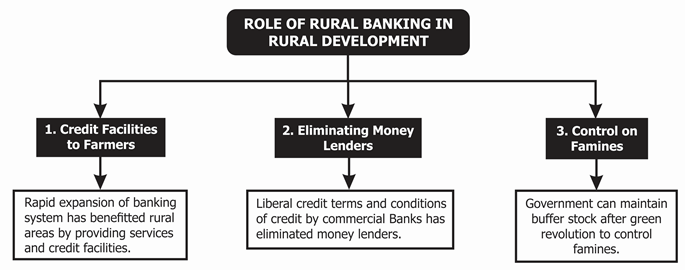 ROLE OF RURAL BANKING IN
RURAL DEVELOPMENT
1. Credit Facilities
to Farmers
2. Eliminating Money
Lenders
3. Control on
Famines
Rapid expansion of banking
system has benefitted rural
areas by providing services
and credit facilities.
Liberal credit terms and conditions
of credit by commercial Banks has
eliminated money lenders.
Government can maintain
buffer stock after green
revolution to control
famines.